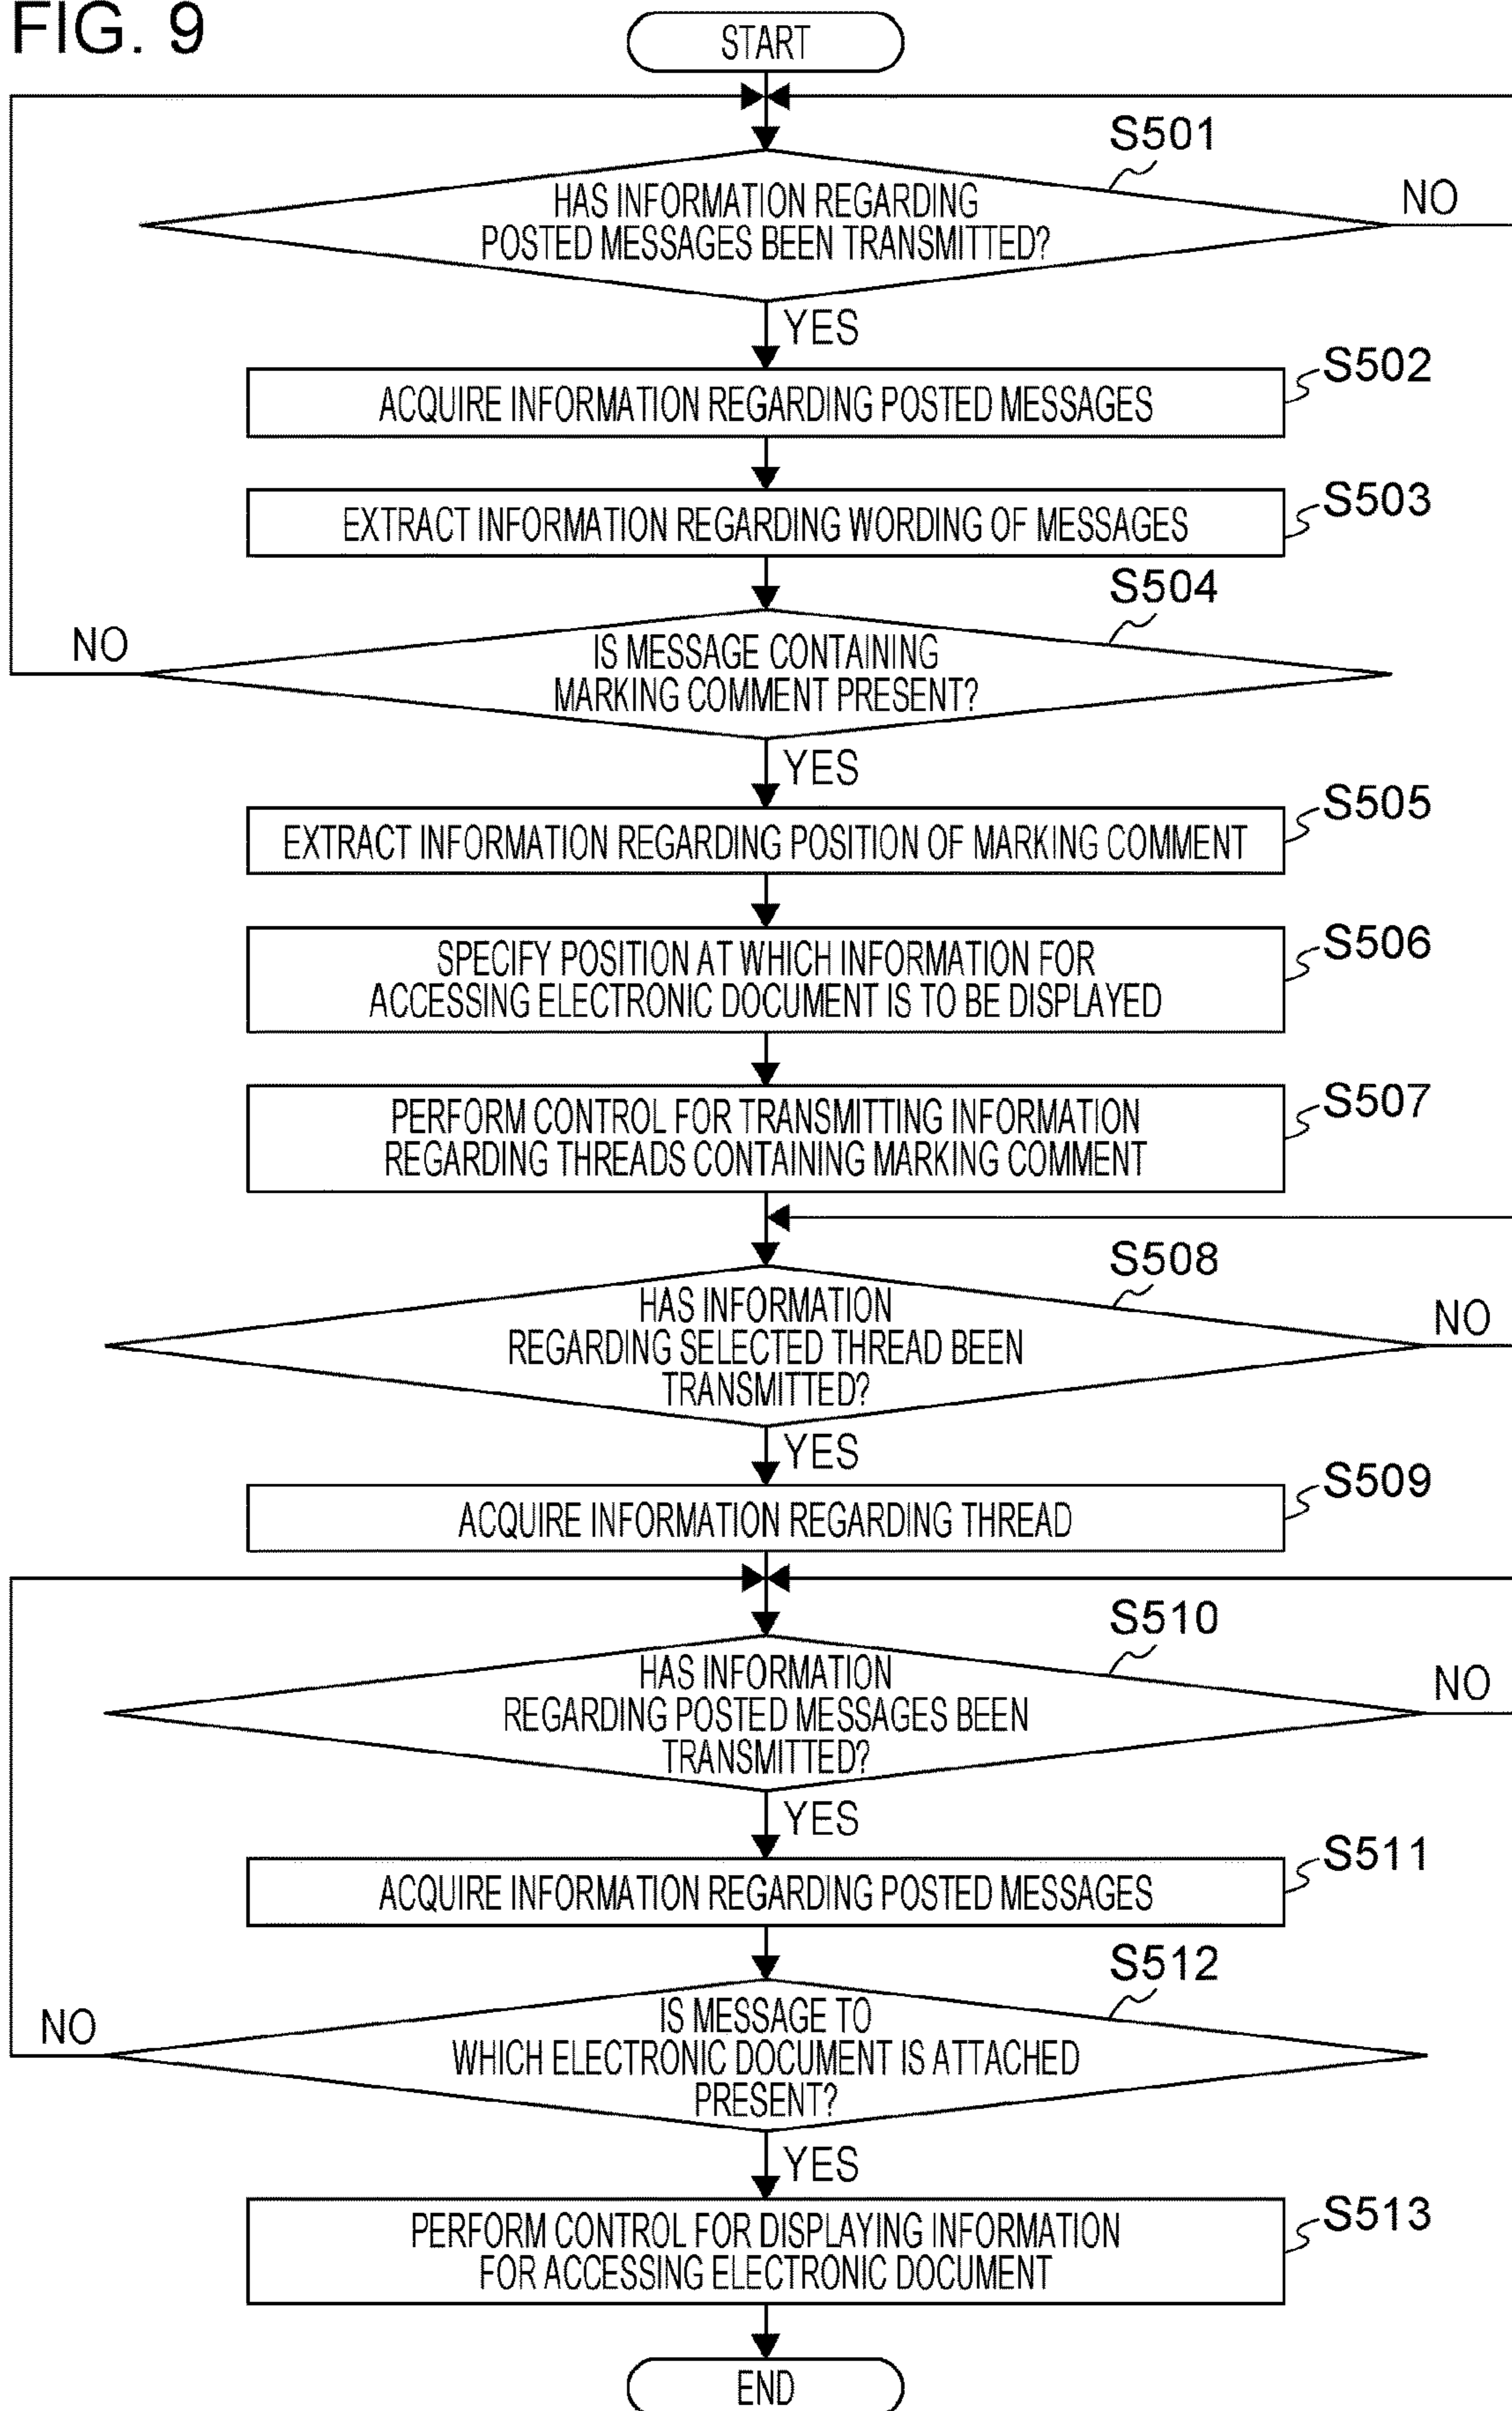 FIG. 9
START
S501
HAS INFORMATION REGARDING
POSTED MESSAGES BEEN TRANSMITTED?
NO
YES
S502
ACQUIRE INFORMATION REGARDING POSTED MESSAGES
S503
EXTRACT INFORMATION REGARDING WORDING OF MESSAGES
S504
NO
IS MESSAGE CONTAINING
MARKING COMMENT PRESENT?
YES
S505
EXTRACT INFORMATION REGARDING POSITION OF MARKING COMMENT
S506
SPECIFY POSITION AT WHICH INFORMATION FOR
ACCESSING ELECTRONIC DOCUMENT IS TO BE DISPLAYED
S507
PERFORM CONTROL FOR TRANSMITTING INFORMATION
REGARDING THREADS CONTAINING MARKING COMMENT
S508
HAS INFORMATION
REGARDING SELECTED THREAD BEEN
TRANSMITTED?
NO
YES
S509
ACQUIRE INFORMATION REGARDING THREAD
S510
HAS INFORMATION
REGARDING POSTED MESSAGES BEEN
TRANSMITTED?
NO
YES
S511
ACQUIRE INFORMATION REGARDING POSTED MESSAGES
S512
NO
IS MESSAGE TO
WHICH ELECTRONIC DOCUMENT IS ATTACHED
PRESENT?
YES
S513
PERFORM CONTROL FOR DISPLAYING INFORMATION
FOR ACCESSING ELECTRONIC DOCUMENT
END